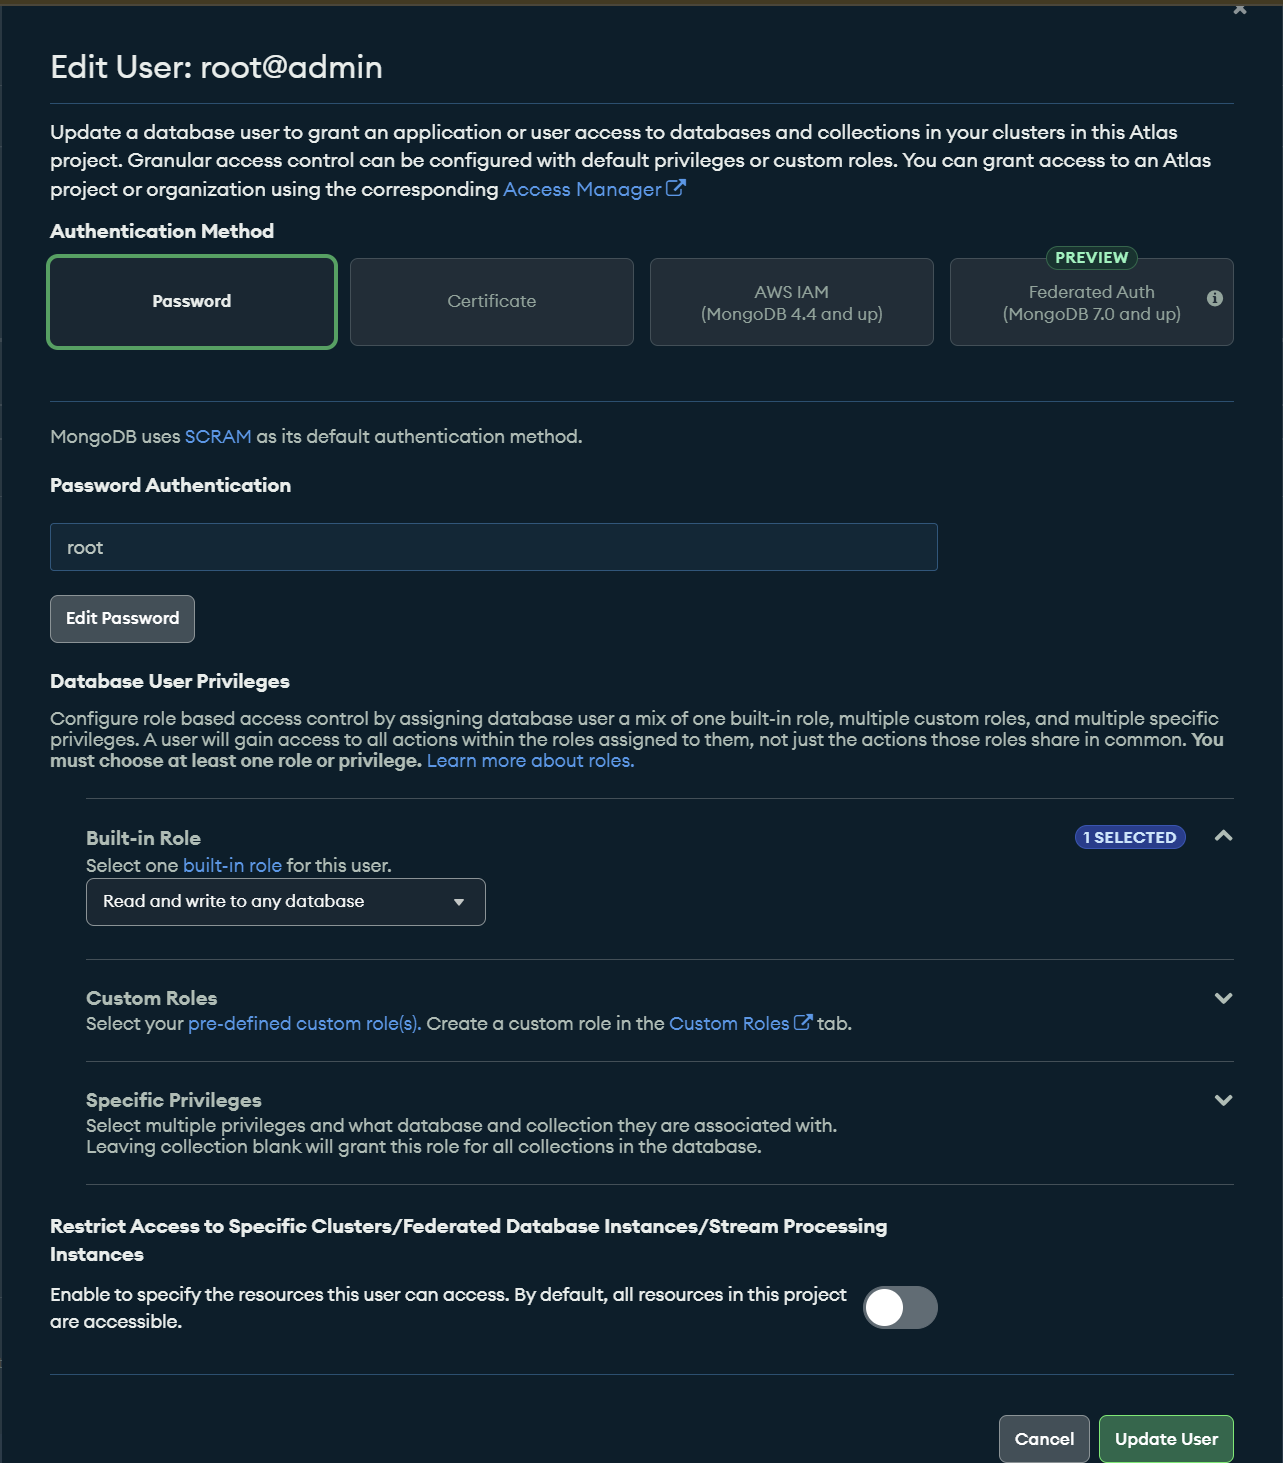 Edit User: root@admin
Update a database user to grant an application or user access to databases and collections in your clusters in this Atlas
project. Granular access control can be configured with default privileges or custom roles. You can grant access to an Atlas
project or organization using the corresponding Access Manager
Authentication Method
Password
Certificate
AWS IAM
(MongoDB 4.4 and up)
PREVIEW
Federated Auth
(MongoDB 7.0 and up)
MongoDB uses SCRAM as its default authentication method.
Password Authentication
root
Edit Password
Database User Privileges
Configure role based access control by assigning database user a mix of one built-in role, multiple custom roles, and multiple specific
privileges. A user will gain access to all actions within the roles assigned to them, not just the actions those roles share in common. You
must choose at least one role or privilege. Learn more about roles.
Built-in Role
1 SELECTED
Select one built-in role for this user.
Read and write to any database
Custom Roles
Select your pre-defined custom role(s). Create a custom role in the Custom Roles tab.
Specific Privileges
Select multiple privileges and what database and collection they are associated with.
Leaving collection blank will grant this role for all collections in the database.
Restrict Access to Specific Clusters/Federated Database Instances/Stream Processing
Instances
Enable to specify the resources this user can access. By default, all resources in this project
are accessible.
Cancel
Update User